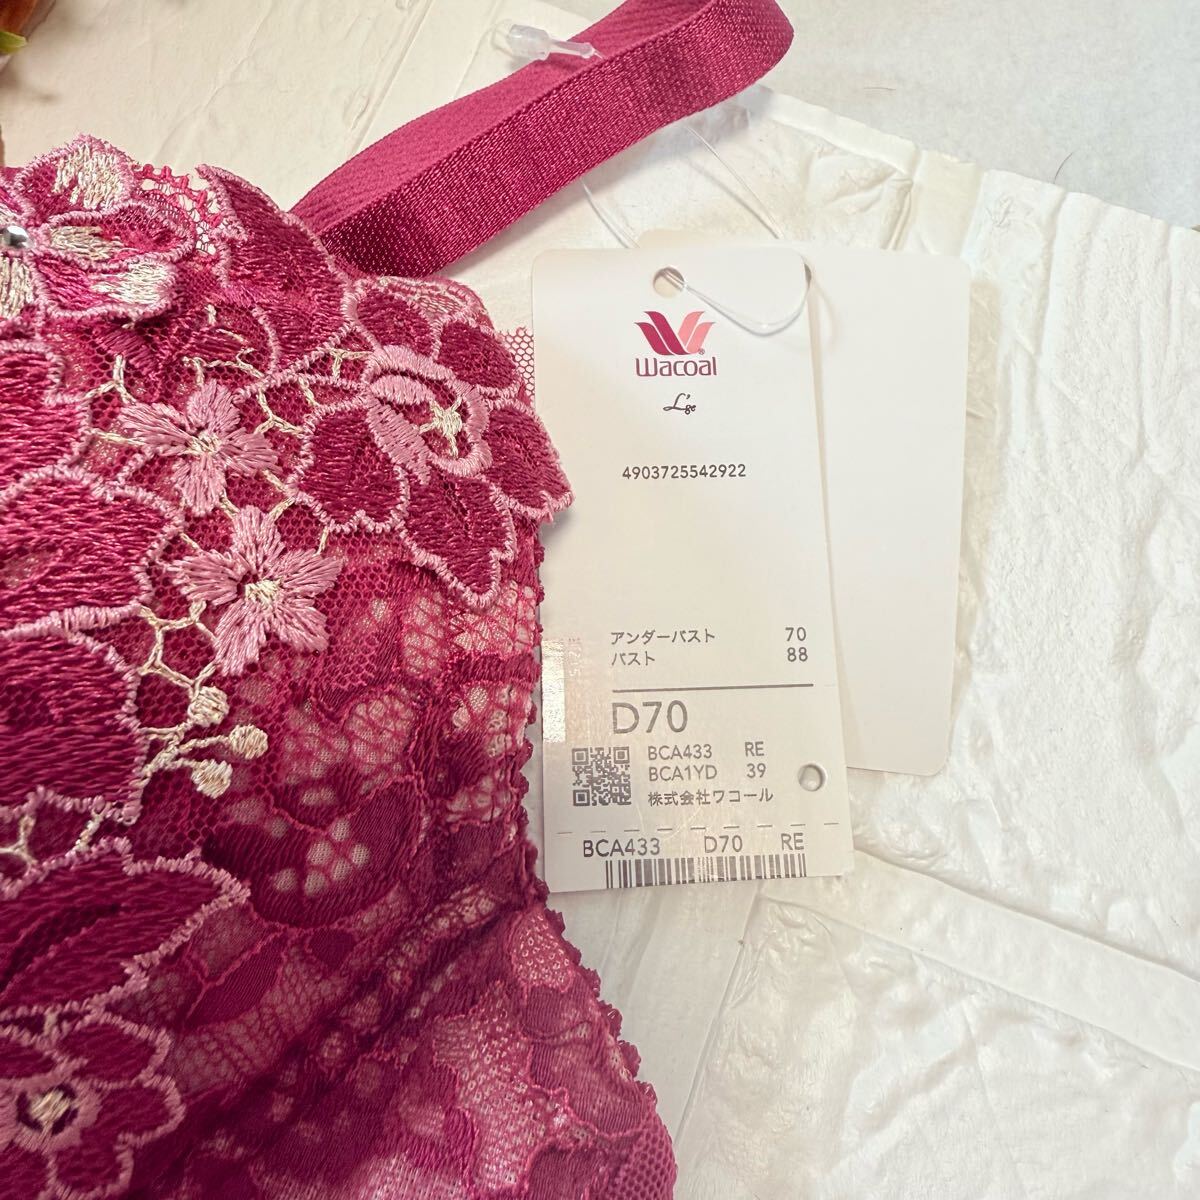 Wacoal
L'ge
4903725542922
アンダーバスト 70
バスト 88
D70
BCA433 RE
BCA1YD 39
株式会社ワコール
BCA433 D70 RE